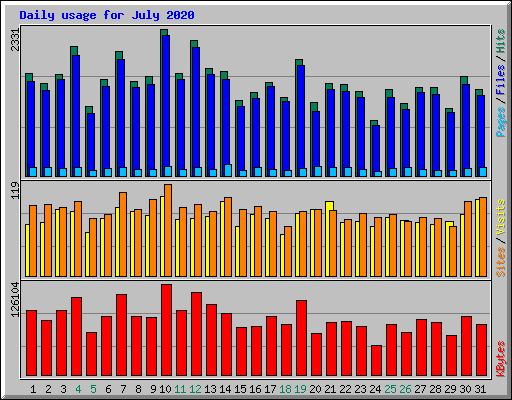 Daily usage for July 2020
2331
Pages / Files / Hits
119
Sites / Visits
126104
KBytes
1 2 3 4 5 6 7 8 9 10 11 12 13 14 15 16 17 18 19 20 21 22 23 24 25 26 27 28 29 30 31